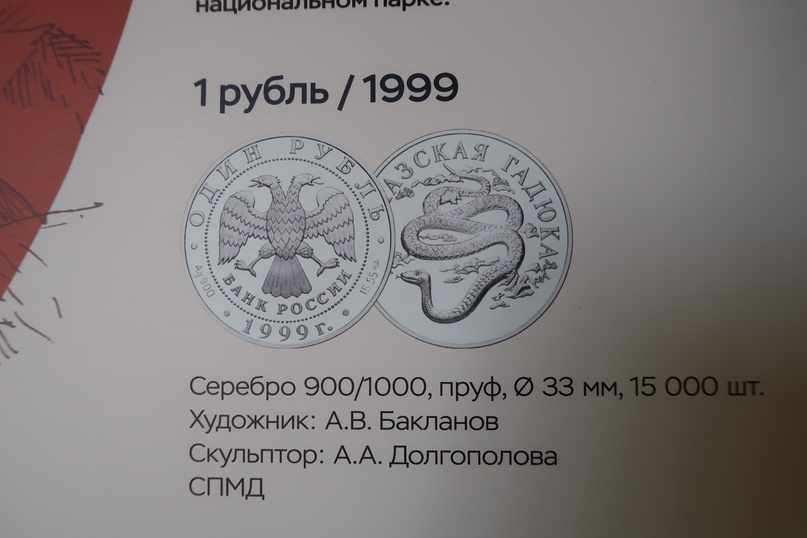 национальном парке.
1 рубль / 1999
ОДИН РУБЛЬ
Ag 900
15,55
БАНК РОССИИ
1999 г.
АЗСКАЯ ГАДЮКА
Серебро 900/1000, пруф, Ø 33 мм, 15 000 шт.
Художник: А.В. Бакланов
Скульптор: А.А. Долгополова
СПМД